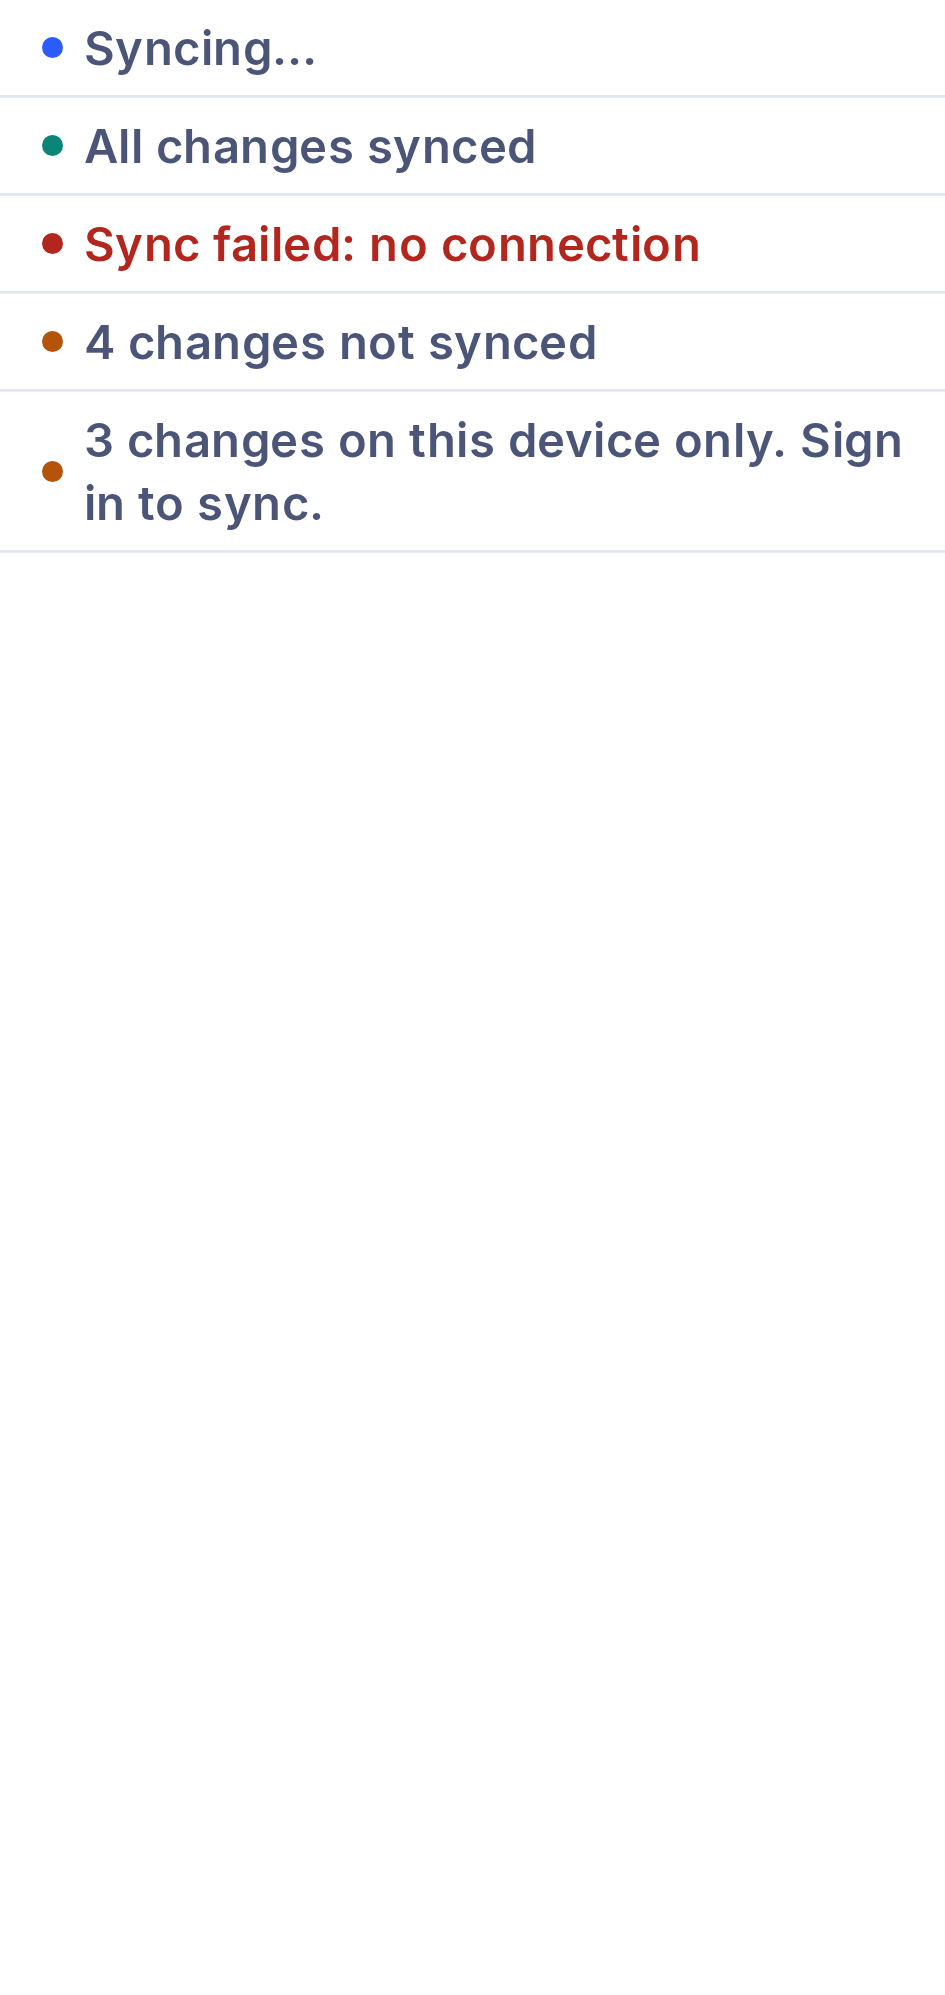 Syncing...
All changes synced
Sync failed: no connection
4 changes not synced
3 changes on this device only. Sign
in to sync.